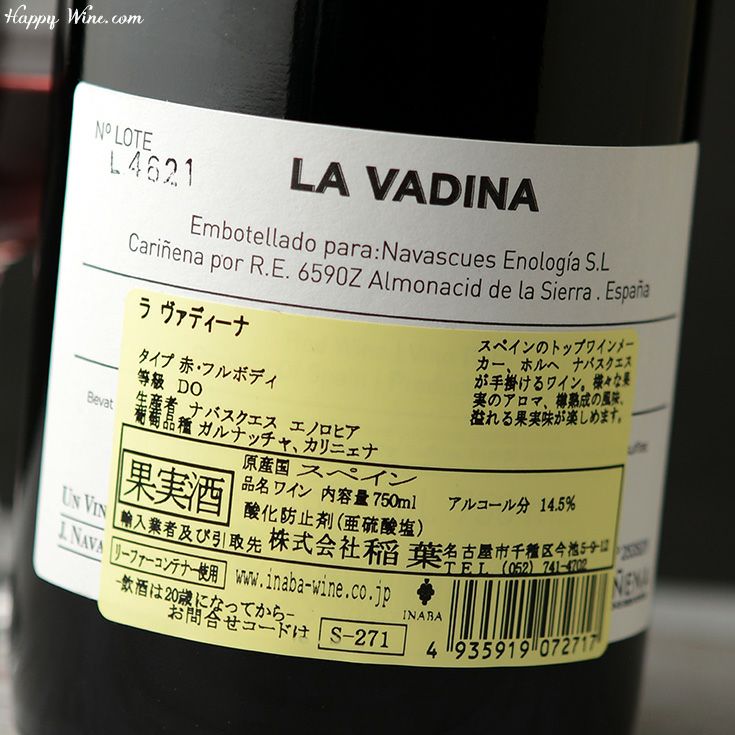 Happy Wine.com
Nº LOTE
L 4621
LA VADINA
Embotellado para:Navascues Enología S.L
Cariñena por R.E. 6590Z Almonacid de la Sierra . España
ラ ヴァディーナ
タイプ 赤・フルボディ
等級 DO
生産者 ナバスクエス エノロヒア
葡萄品種 ガルナッチャ、カリニェナ
スペインのトップワインメー
カー、ホルヘ ナバスクエス
が手掛けるワイン。様々な果
実のアロマ、樽熟成の風味、
溢れる果実味が楽しめます。
果実酒
原産国 スペイン
品名 ワイン 内容量 750ml アルコール分 14.5%
酸化防止剤(亜硫酸塩)
輸入業者及び引取先 株式会社 稲葉
名古屋市千種区今池5-9-12
TEL (052) 741-4702
リーファーコンテナー使用
www.inaba-wine.co.jp
INABA
-飲酒は20歳になってから-
お問合せコードは S-271
4 935919 072717
Bevat
UN VIN
J. NAVA
ÑENA